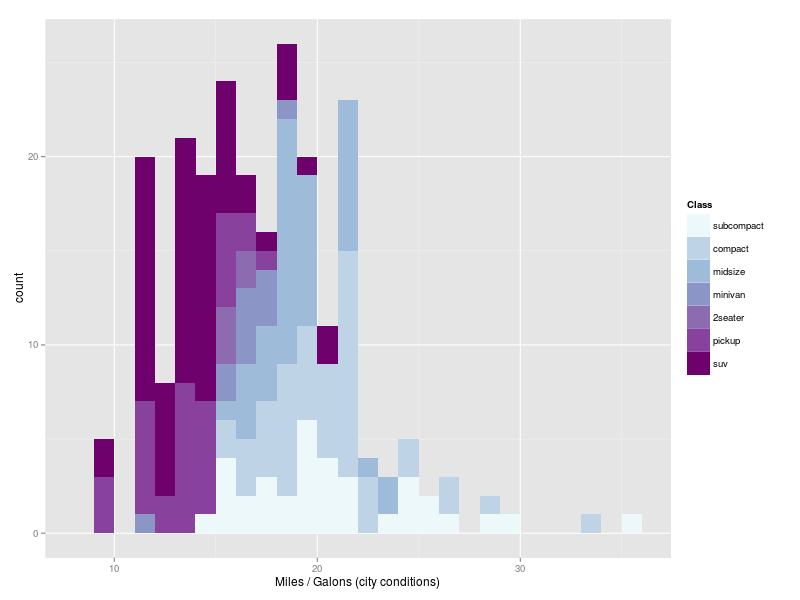 20
10
0
count
10
20
30
Miles / Galons (city conditions)
Class
subcompact
compact
midsize
minivan
2seater
pickup
suv